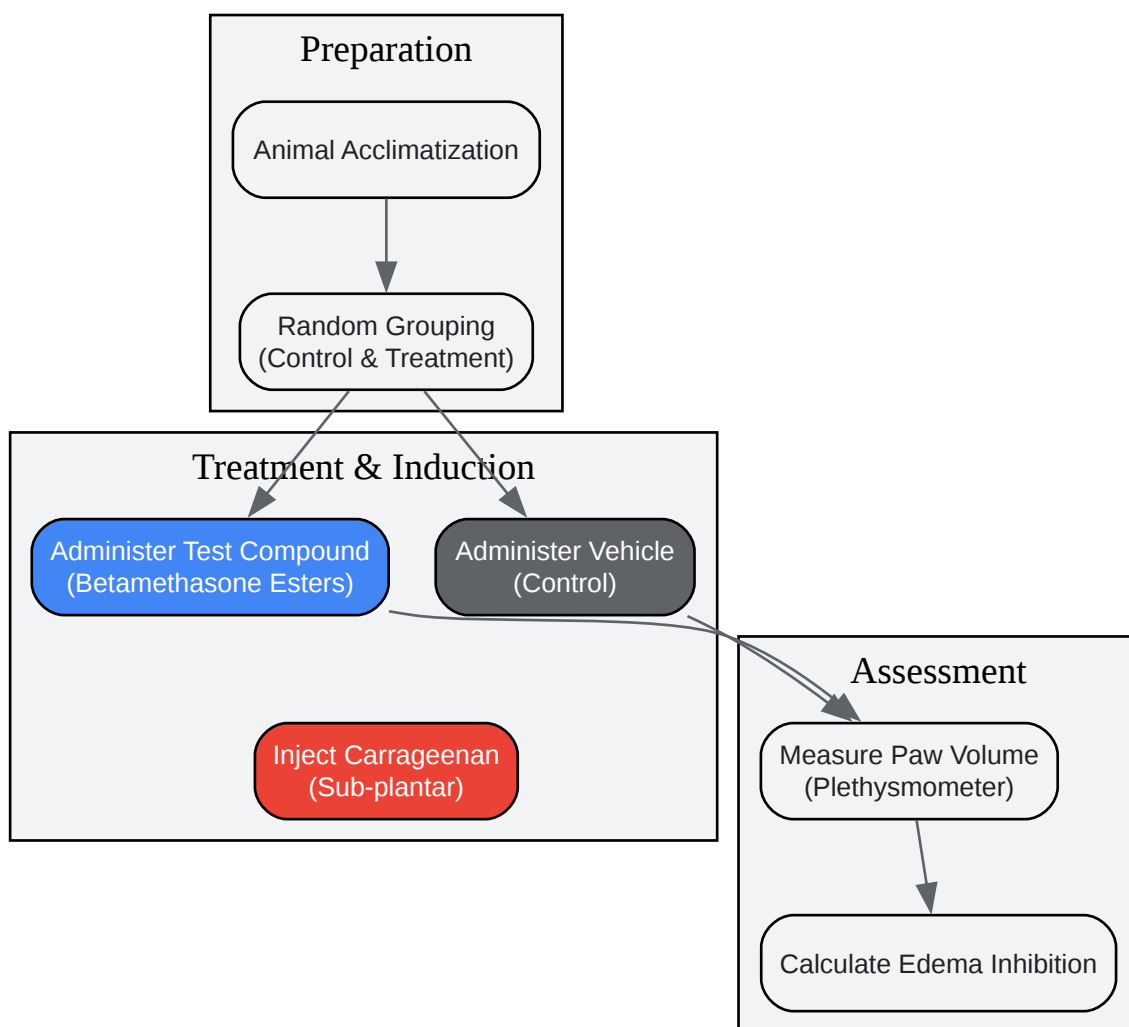 Preparation
Animal Acclimatization
Random Grouping
(Control & Treatment)
Treatment & Induction
Administer Test Compound
(Betamethasone Esters)
Administer Vehicle
(Control)
Inject Carrageenan
(Sub-plantar)
Assessment
Measure Paw Volume
(Plethysmometer)
Calculate Edema Inhibition